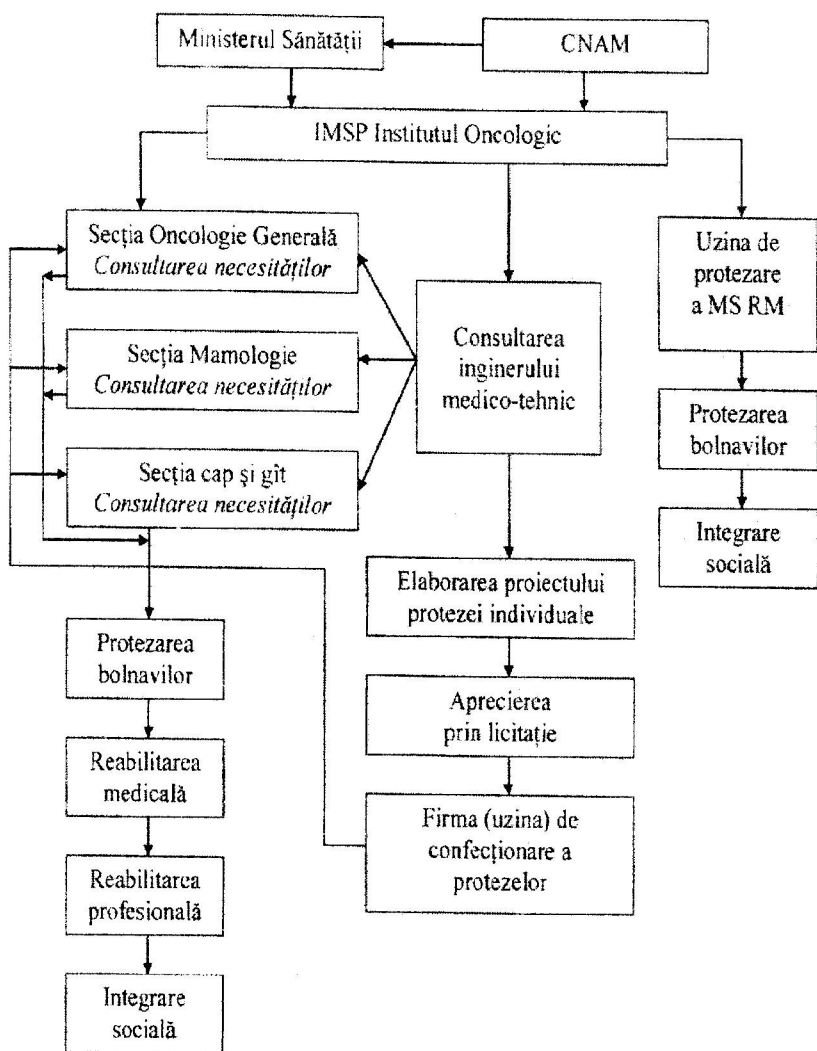 Ministerul Sănătății
CNAM
IMSP Institutul Oncologic
Secția Oncologie Generală
Consultarea necesităților
Secția Mamologie
Consultarea necesităților
Secția cap și gît
Consultarea necesităților
Consultarea
inginerului
medico-tehnic
Uzina de
protezare
a MS RM
Protezarea
bolnavilor
Integrare
socială
Elaborarea proiectului
protezei individuale
Aprecierea
prin licitație
Firma (uzina) de
confecționare a
protezelor
Protezarea
bolnavilor
Reabilitarea
medicală
Reabilitarea
profesională
Integrare
socială